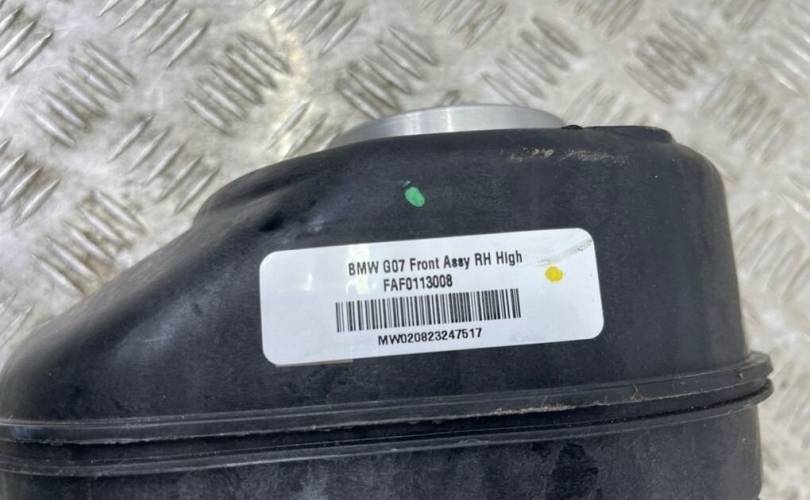 BMW G07 Front Assy RH High
FAF0113008
MW020823247517